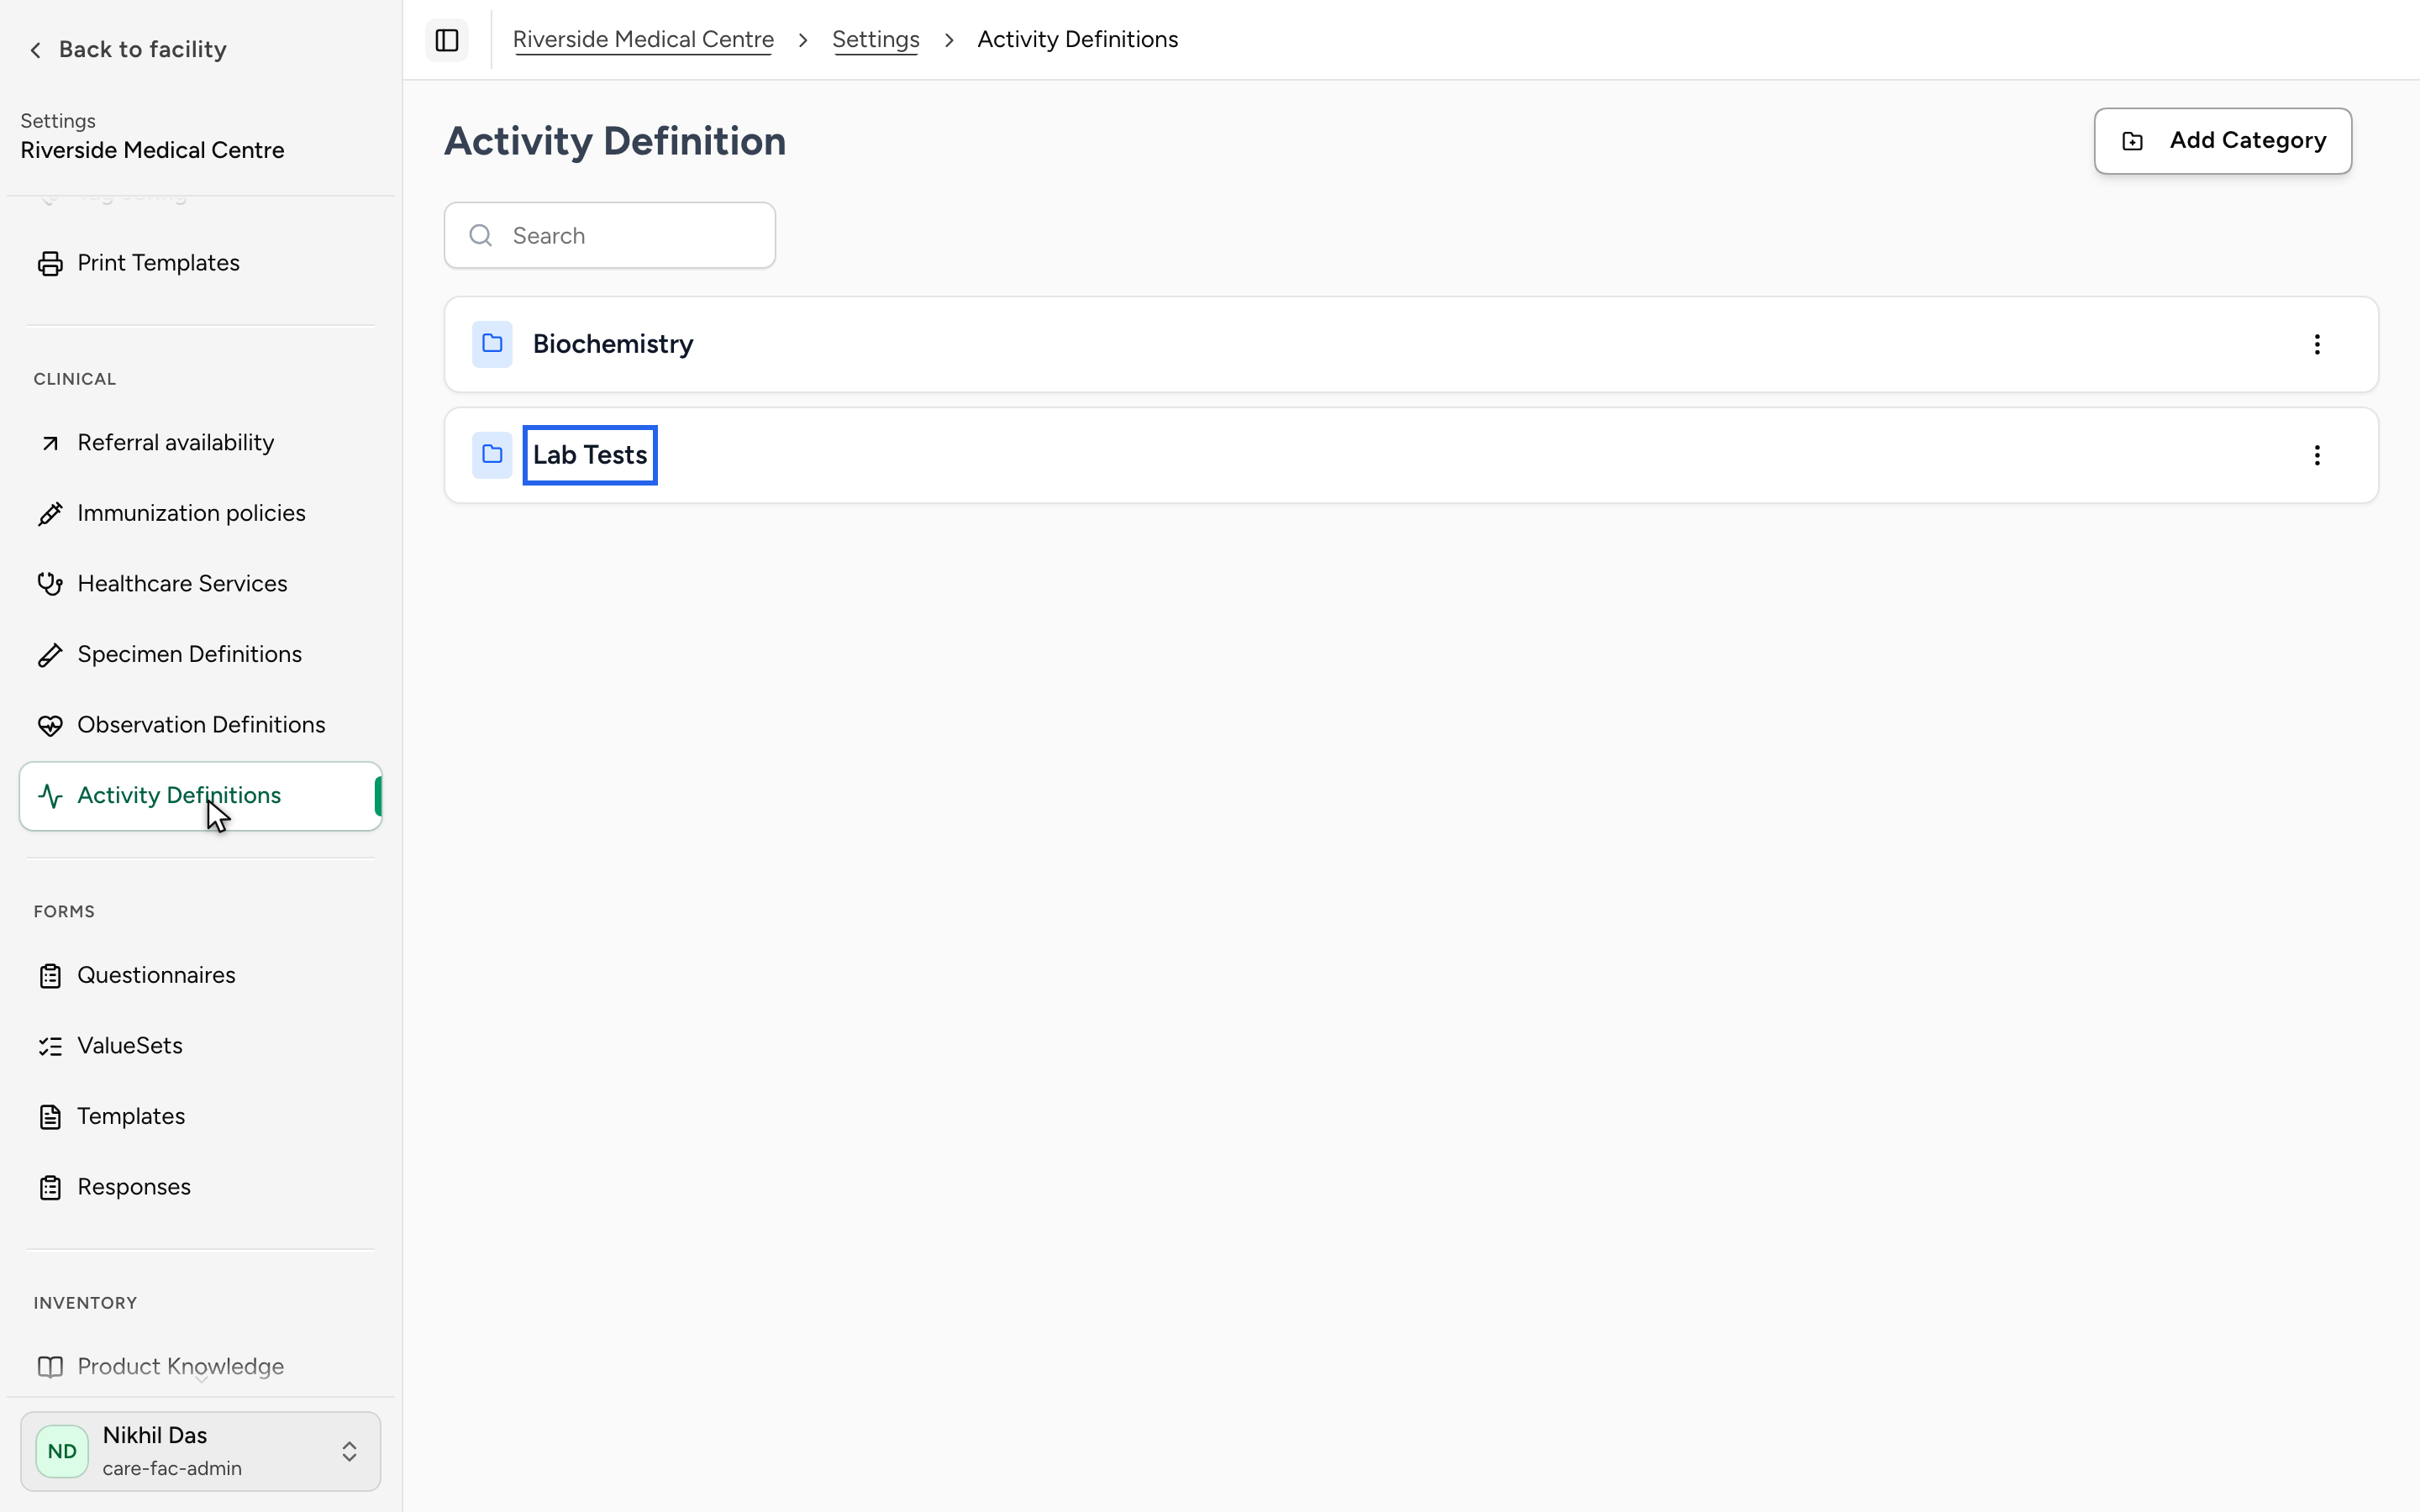 Back to facility
Settings
Riverside Medical Centre
Print Templates
CLINICAL
Referral availability
Immunization policies
Healthcare Services
Specimen Definitions
Observation Definitions
Activity Definitions
FORMS
Questionnaires
ValueSets
Templates
Responses
INVENTORY
Product Knowledge
ND
Nikhil Das
care-fac-admin
Riverside Medical Centre > Settings > Activity Definitions
Activity Definition
Add Category
Search
Biochemistry
Lab Tests